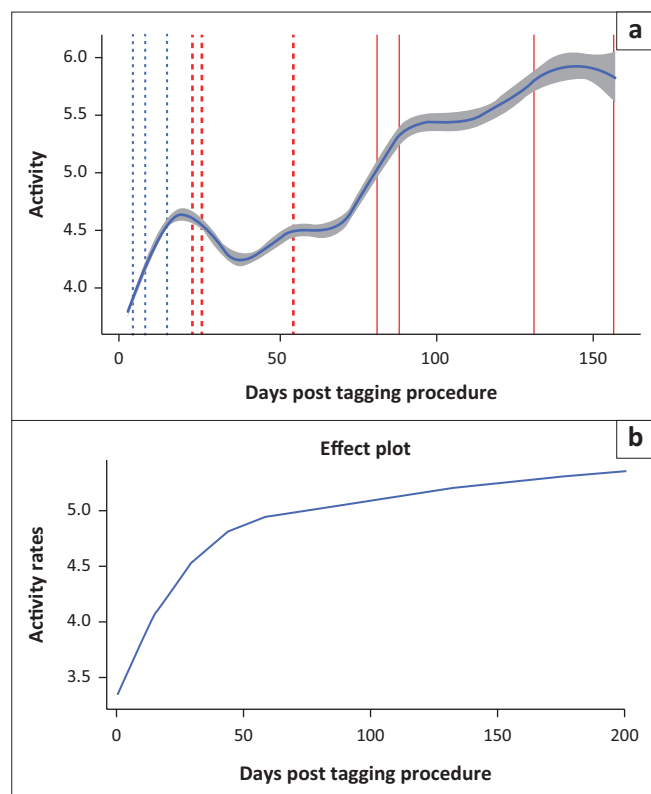 a
6.0
5.5
5.0
4.5
4.0
Activity
0 50 100 150
Days post tagging procedure
b
Effect plot
5.0
4.5
4.0
3.5
Activity rates
0 50 100 150 200
Days post tagging procedure